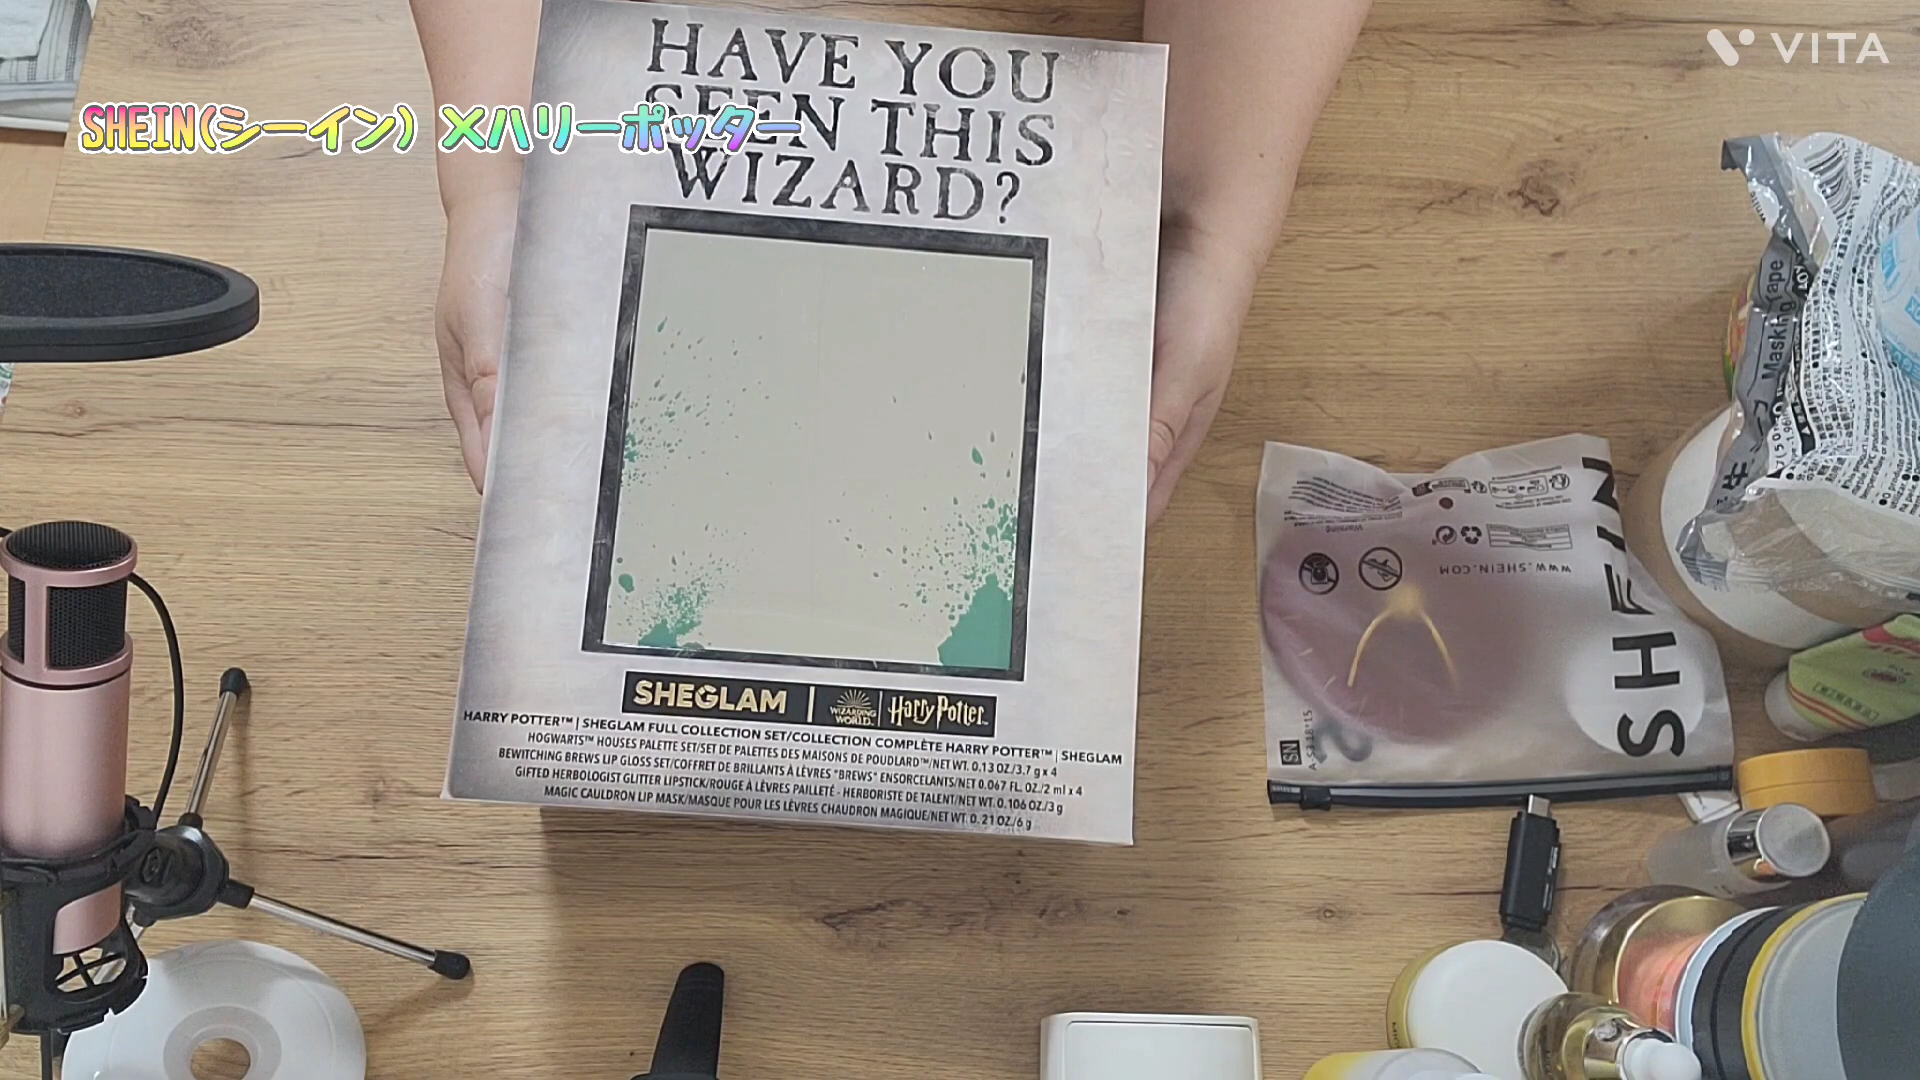 VITA
SHEIN(シーイン)×ハリーポッター
HAVE YOU
SEEN THIS
WIZARD?
SHEGLAM | WIZARDING WORLD | Harry Potter
HARRY POTTER™ | SHEGLAM FULL COLLECTION SET/COLLECTION COMPLÈTE HARRY POTTER™ | SHEGLAM
HOGWARTS™ HOUSES PALETTE SET/SET DE PALETTES DES MAISONS DE POUDLARD™/NET WT. 0.13 OZ./3.7 g x 4
BEWITCHING BREWS LIP GLOSS SET/COFFRET DE BRILLANTS À LÈVRES "BREWS" ENSORCELANTS/NET 0.067 FL. OZ./2 ml x 4
GIFTED HERBOLOGIST GLITTER LIPSTICK/ROUGE À LÈVRES PAILLETÉ - HERBORISTE DE TALENT/NET WT. 0.106 OZ/3 g
MAGIC CAULDRON LIP MASK/MASQUE POUR LES LÈVRES CHAUDRON MAGIQUE/NET WT. 0.21 OZ./6 g
Masking Tape
SHEIN
WWW.SHEIN.COM
Warning
SN